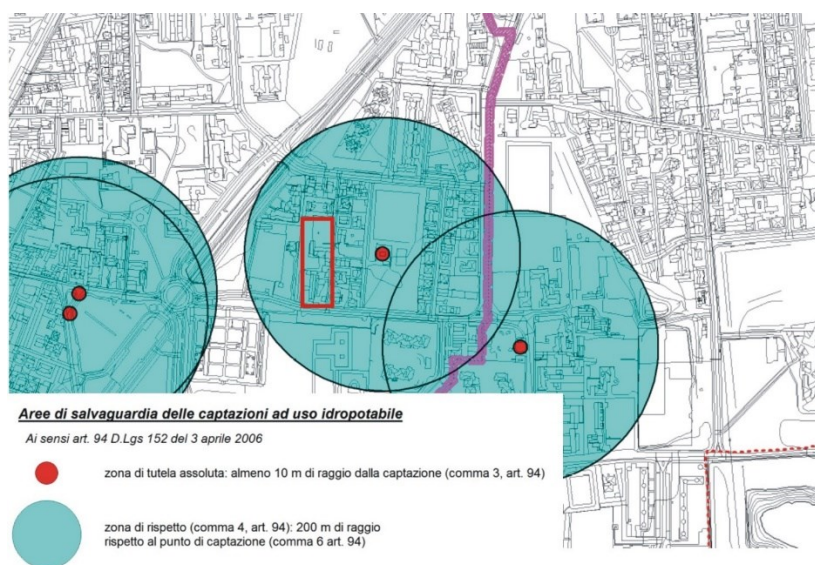 Aree di salvaguardia delle captazioni ad uso idropotabile
Ai sensi art. 94 D.Lgs 152 del 3 aprile 2006
zona di tutela assoluta: almeno 10 m di raggio dalla captazione (comma 3, art. 94)
zona di rispetto (comma 4, art. 94): 200 m di raggio
rispetto al punto di captazione (comma 6 art. 94)